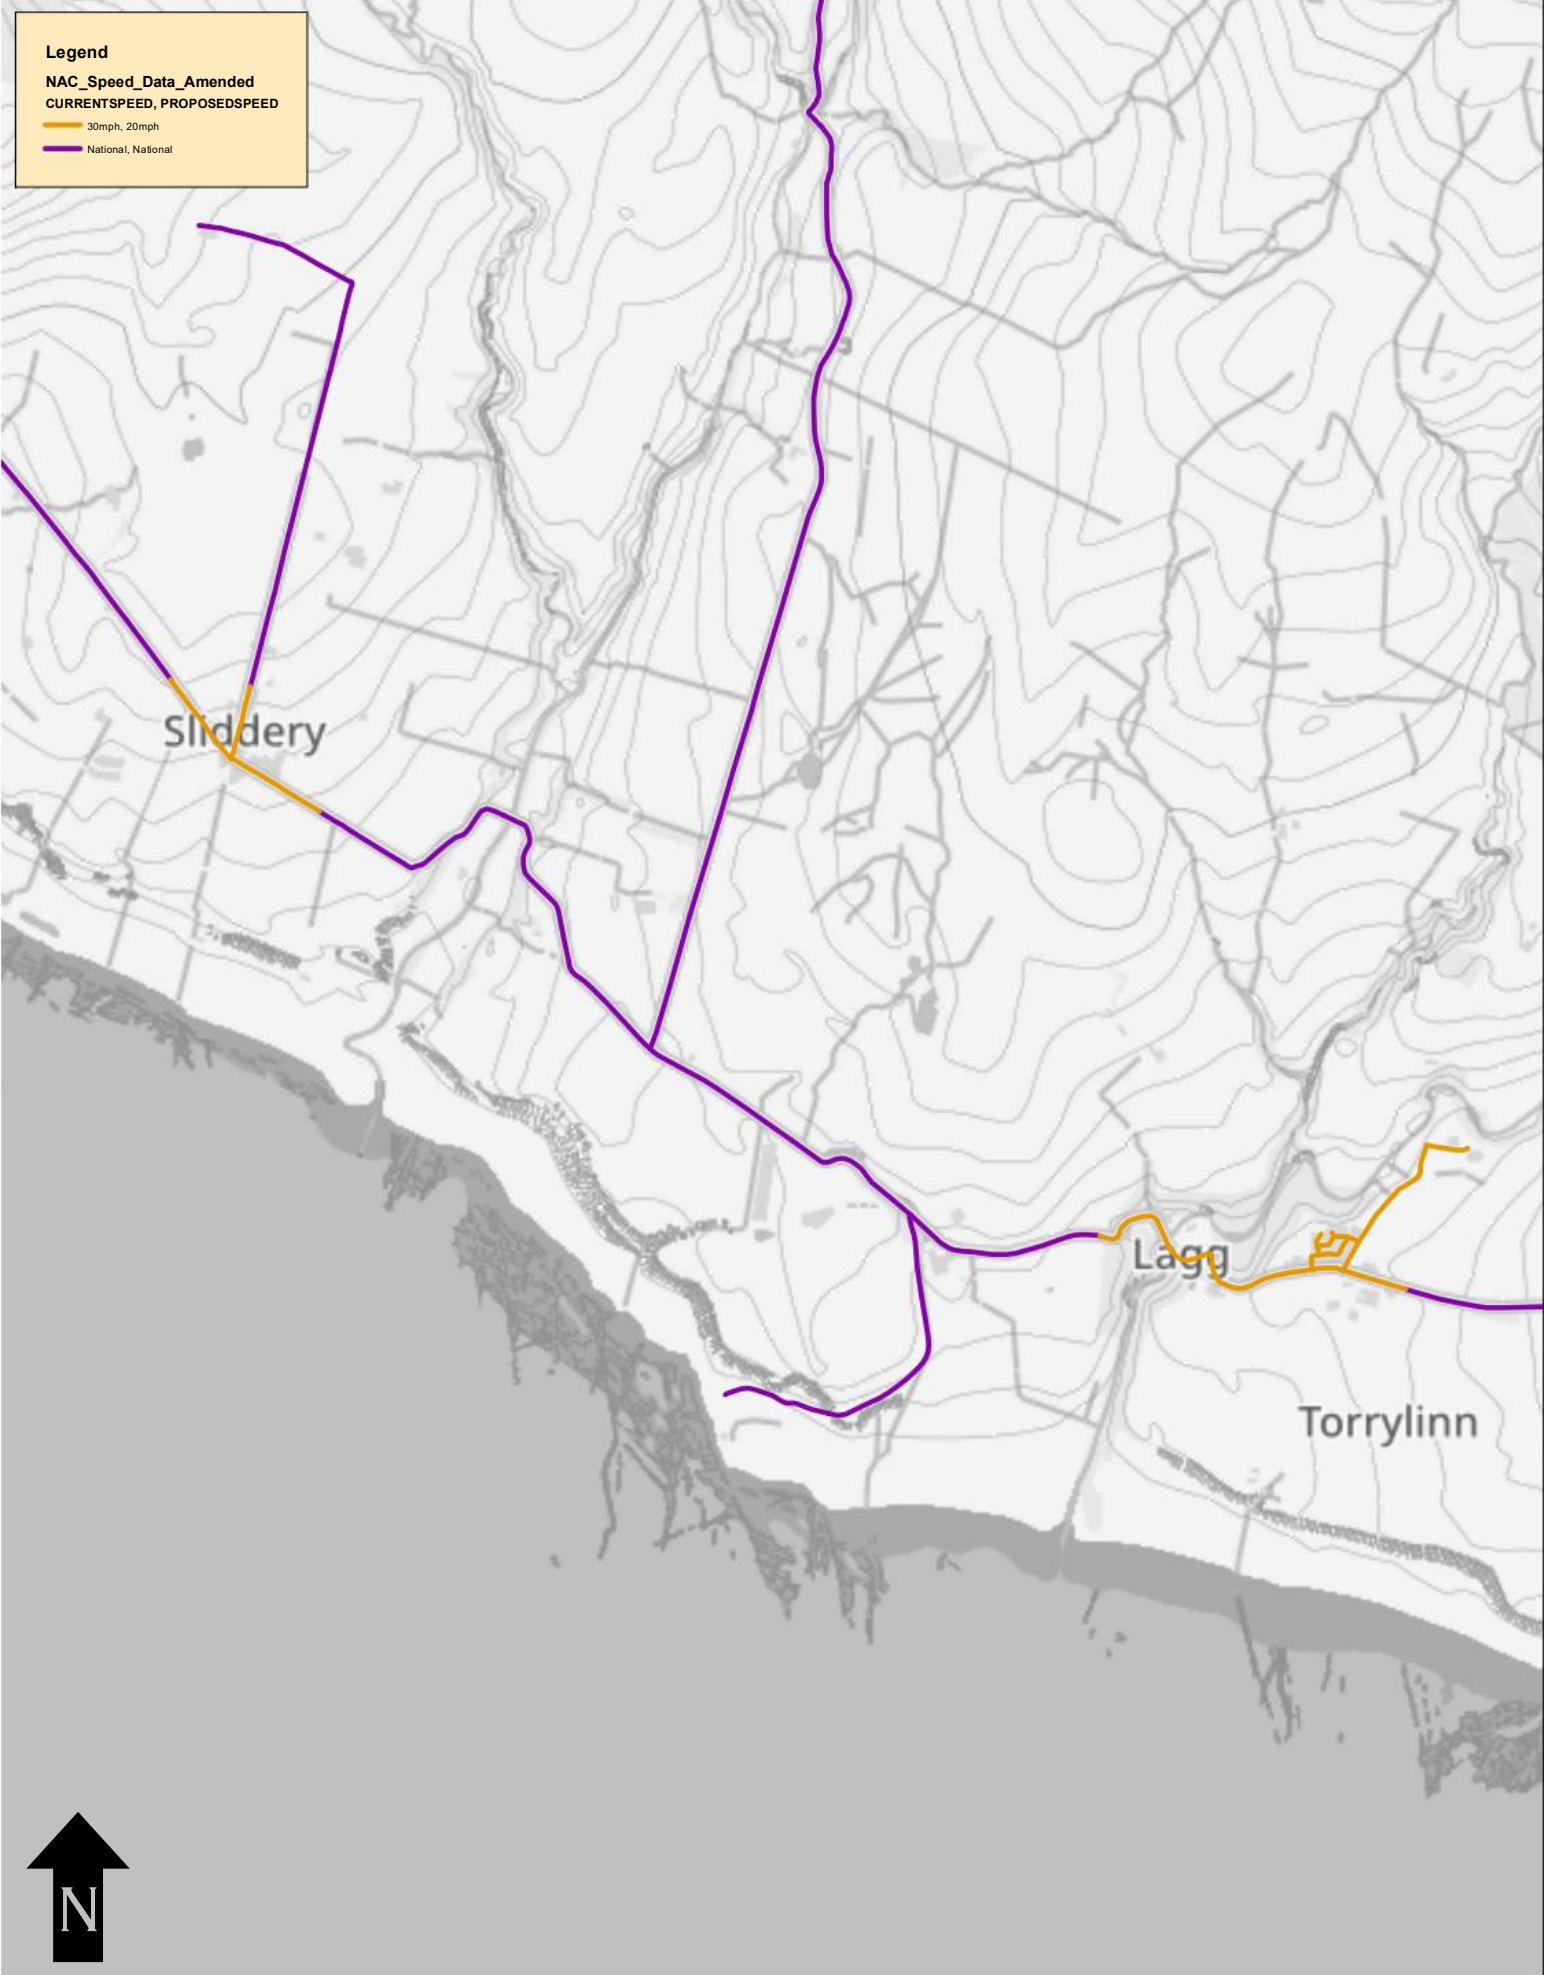 Legend
NAC_Speed_Data_Amended
CURRENTSPEED, PROPOSEDSPEED
30mph, 20mph
National, National
Sliddery
Lagg
Torrylinn
N